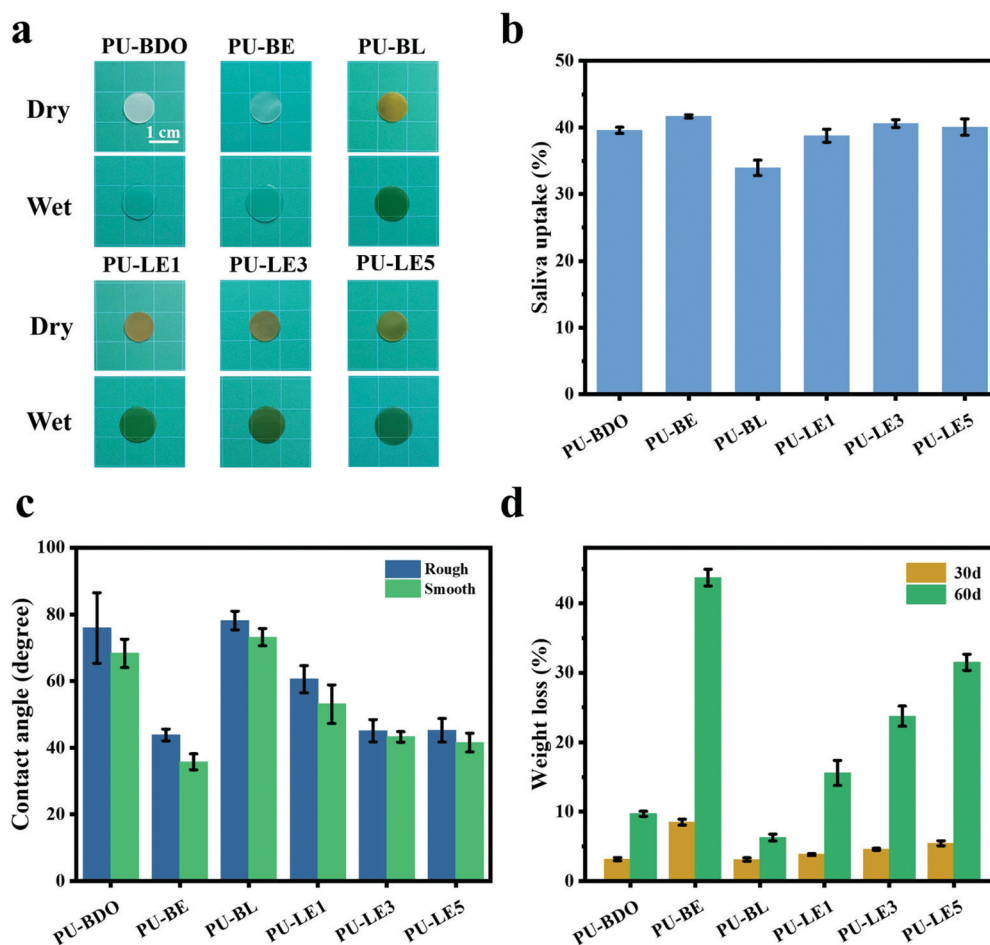 a
PU-BDO PU-BE PU-BL
Dry
1 cm
Wet
PU-LE1 PU-LE3 PU-LE5
Dry
Wet
b
Saliva uptake (%)
50
40
30
20
10
0
PU-BDO PU-BE PU-BL PU-LE1 PU-LE3 PU-LE5
c
Contact angle (degree)
100
80
60
40
20
0
Rough
Smooth
PU-BDO PU-BE PU-BL PU-LE1 PU-LE3 PU-LE5
d
Weight loss (%)
40
30
20
10
0
30d
60d
PU-BDO PU-BE PU-BL PU-LE1 PU-LE3 PU-LE5